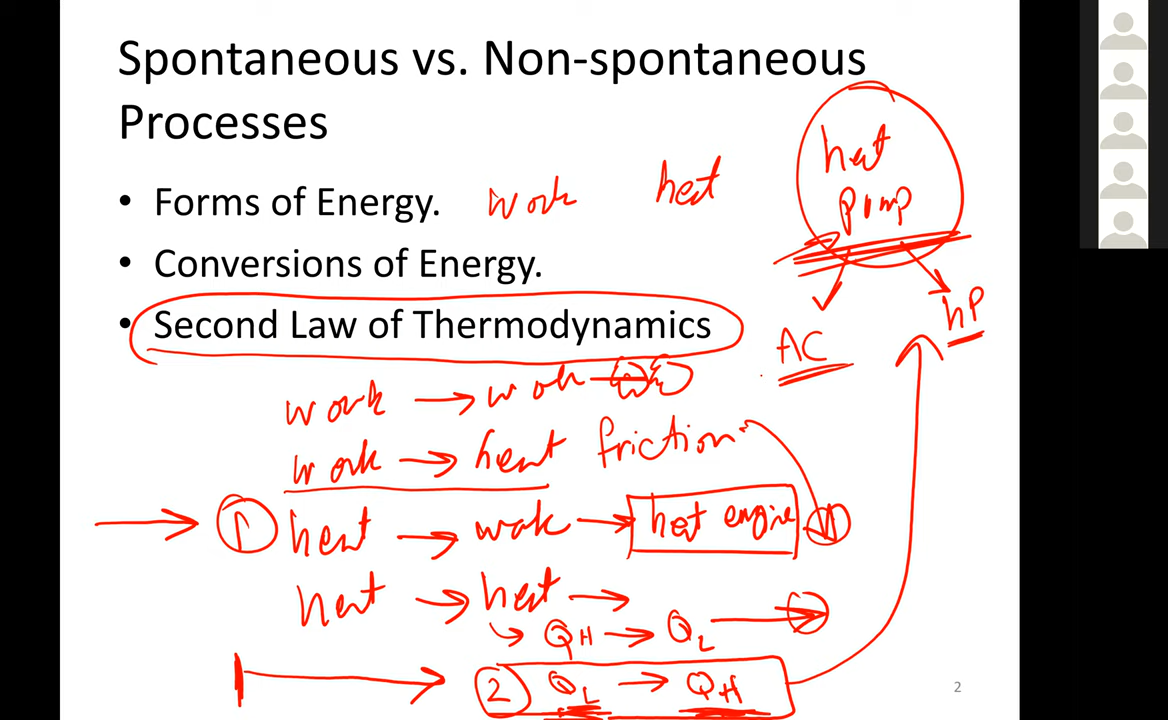 Spontaneous vs. Non-spontaneous
Processes
heat
pump
• Forms of Energy. work heat
• Conversions of Energy.
• Second Law of Thermodynamics
AC
hP
work → work
work → heat friction
→ ① heat → work → heat engine
heat → heat →
↳ QH → QL →
→ ② QL → QH
2